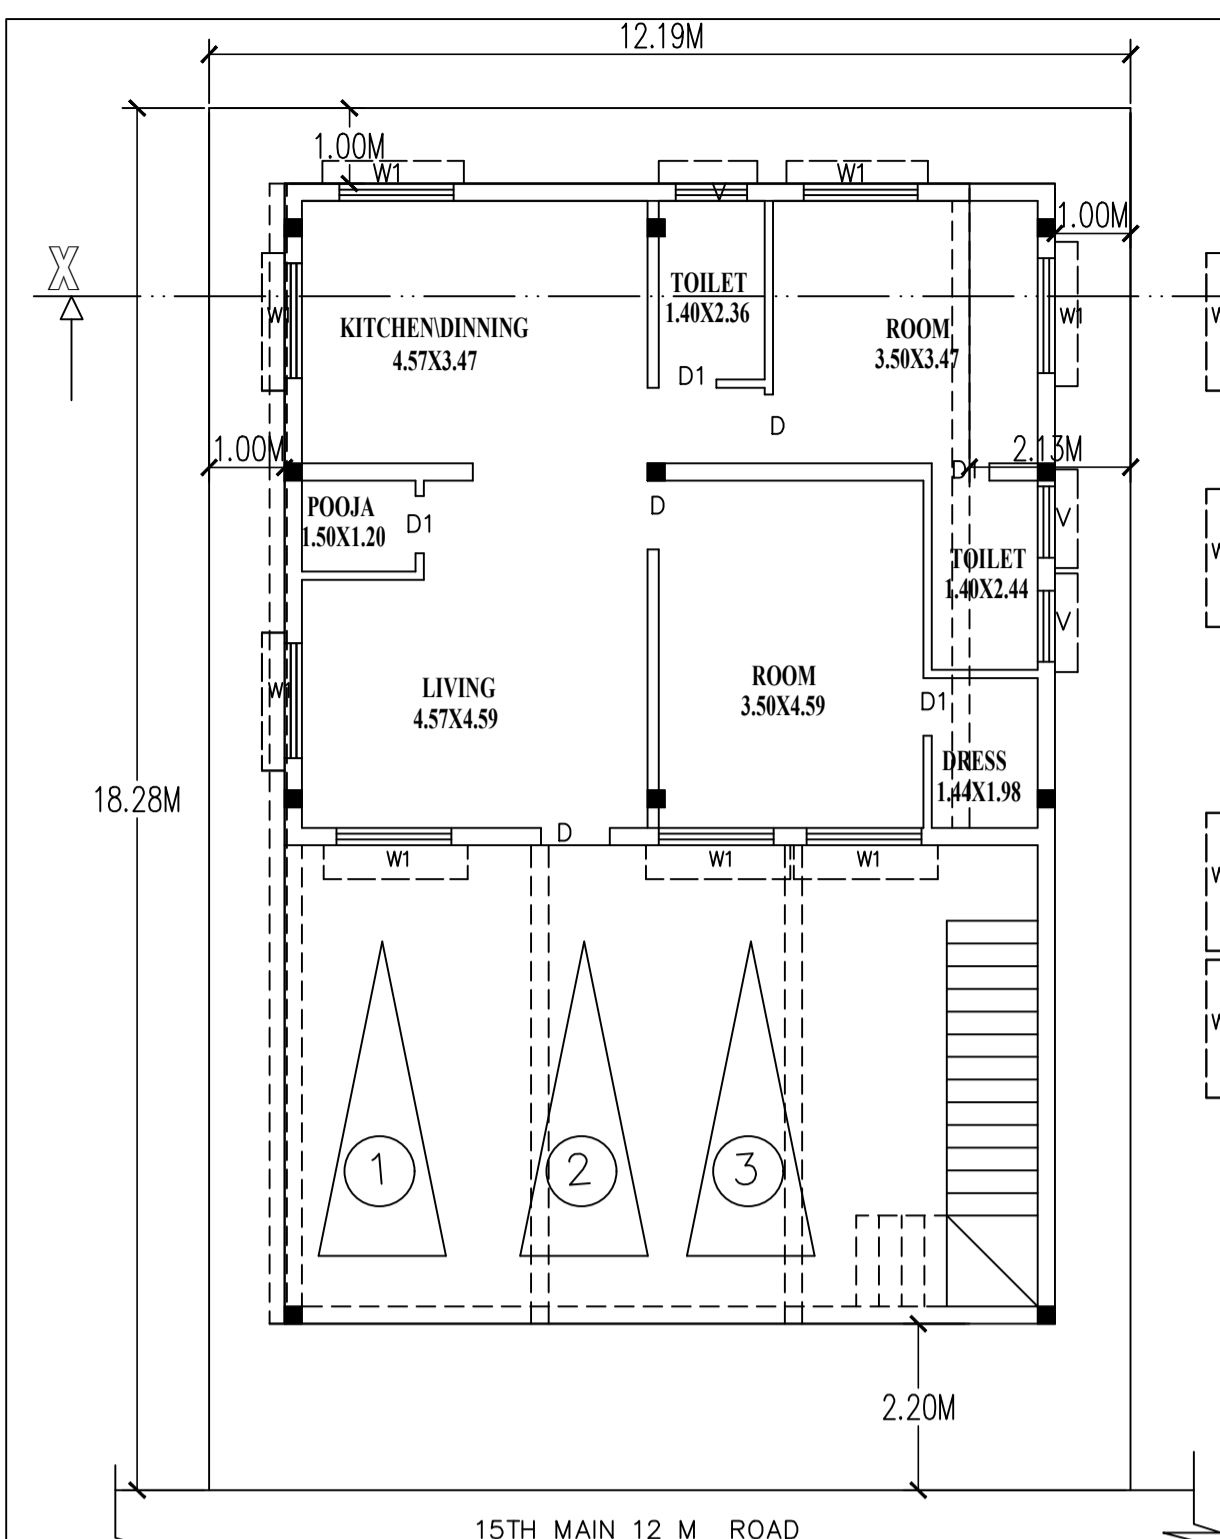 12.19M
1.00M
W1
V
W1
1.00M
X
TOILET
1.40X2.36
W1
KITCHEN\DINNING
4.57X3.47
ROOM
3.50X3.47
W1
D1
D
1.00M
2.13M
D1
POOJA
1.50X1.20
D1
D
V
TOILET
1.40X2.44
V
W1
LIVING
4.57X4.59
ROOM
3.50X4.59
D1
DRESS
1.44X1.98
18.28M
D
W1
W1
W1
1
2
3
2.20M
15TH MAIN 12 M ROAD